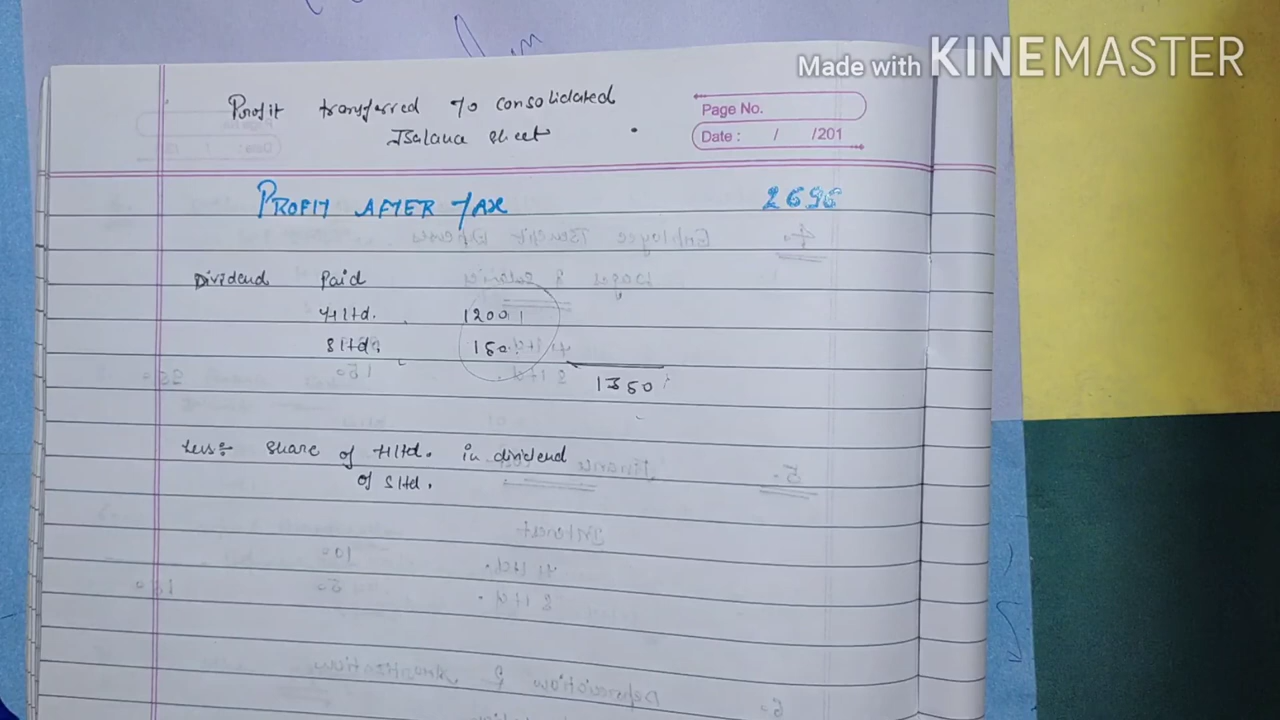 Made with KINEMASTER
Profit transferred to consolidated
Balance sheet
Page No.
Date : / /201
PROFIT AFTER TAX 2696
Dividend Paid
H ltd. 1200
S ltd. 150
1350
Less:- share of H ltd. in dividend
of S ltd.